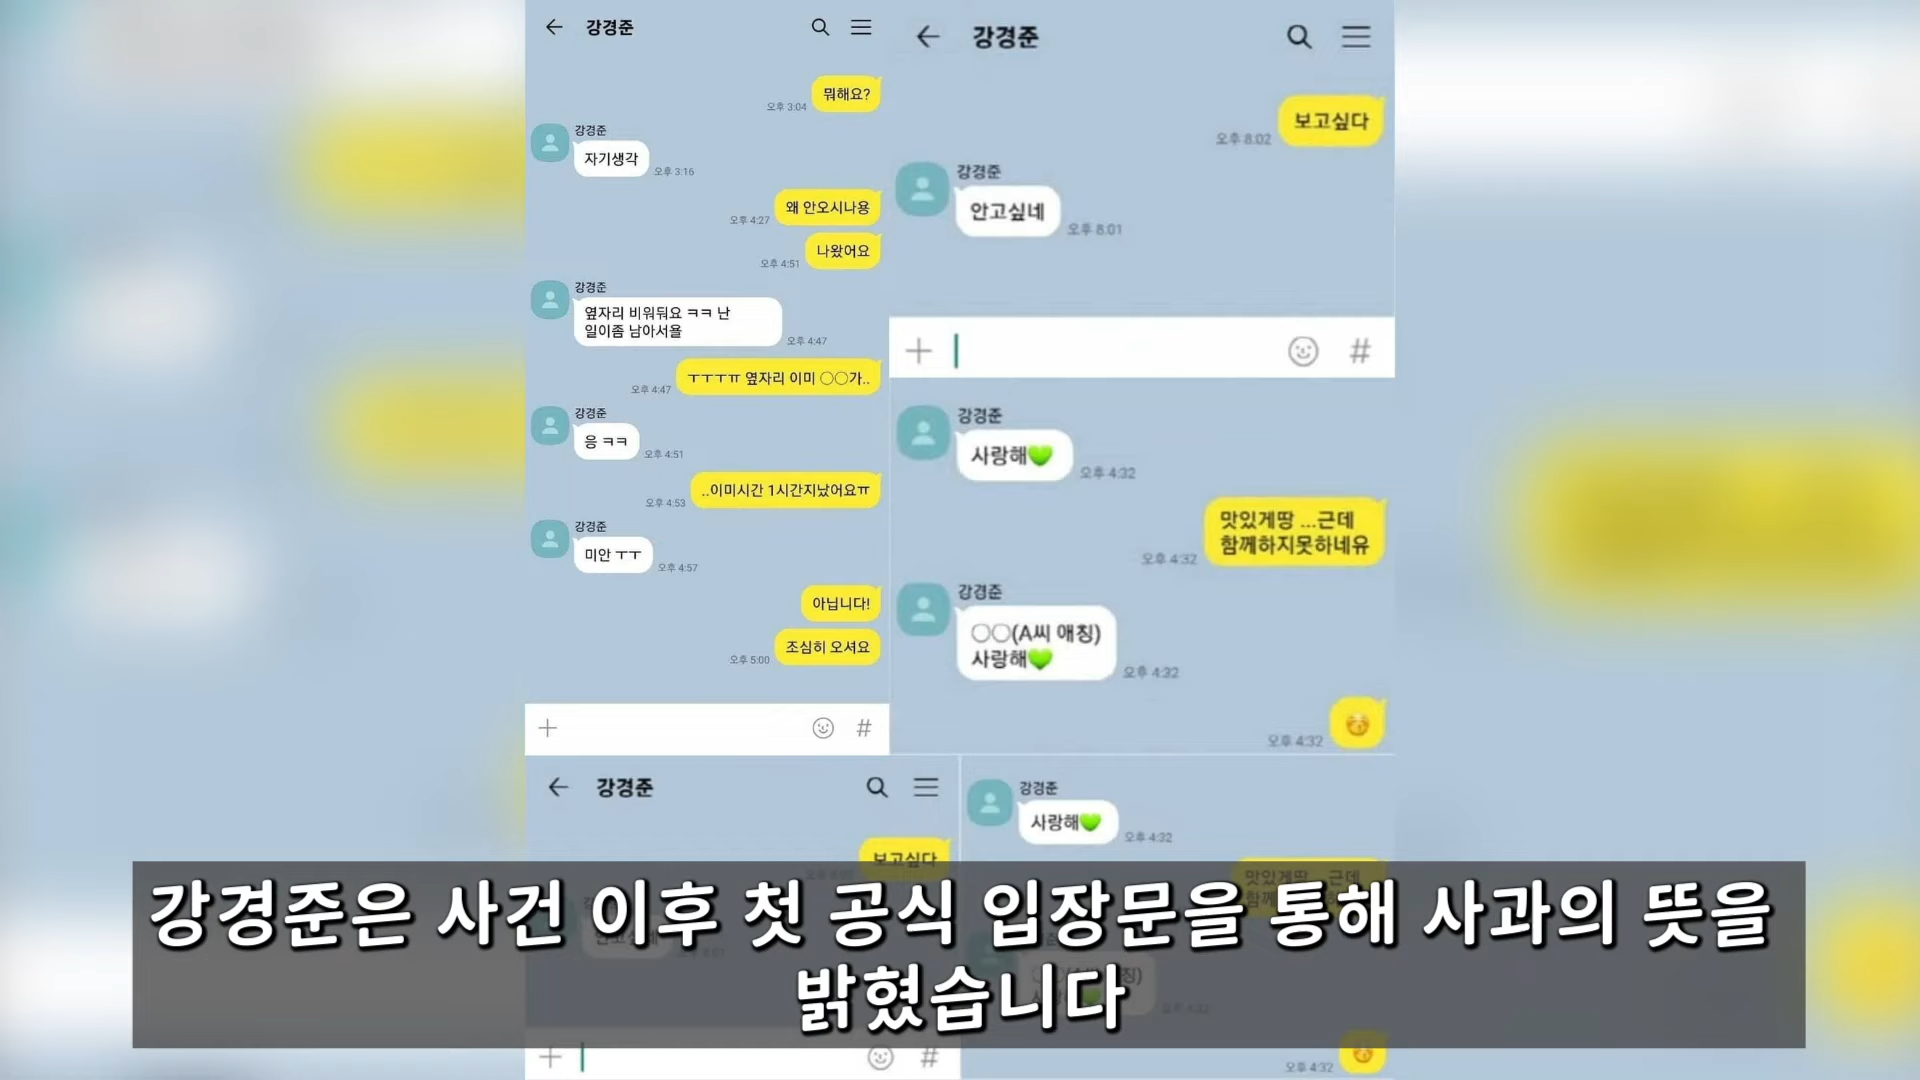 강경준
뭐해요?
오후 3:04
강경준
자기생각
오후 3:16
왜 안오시나용
오후 4:27
나왔어요
오후 4:51
강경준
옆자리 비워둬요 ㅋㅋ 난
일이좀 남아서욜
오후 4:47
ㅜㅜㅜㅠ 옆자리 이미 ○○가..
오후 4:47
강경준
응 ㅋㅋ
오후 4:51
..이미시간 1시간지났어요ㅠ
오후 4:53
강경준
미안 ㅜㅜ
오후 4:57
아닙니다!
조심히 오셔요
오후 5:00
#
강경준
보고싶다
오후 8:02
강경준
안고싶네
오후 8:01
#
강경준
사랑해💚
오후 4:32
맛있게땅 ...근데
함께하지못하네유
오후 4:32
강경준
○○(A씨 애칭)
사랑해💚
오후 4:32
😚
오후 4:32
강경준
보고싶다
#
강경준
사랑해💚
오후 4:32
맛있게땅 ...근데
오후 4:32
강경준은 사건 이후 첫 공식 입장문을 통해 사과의 뜻을
밝혔습니다